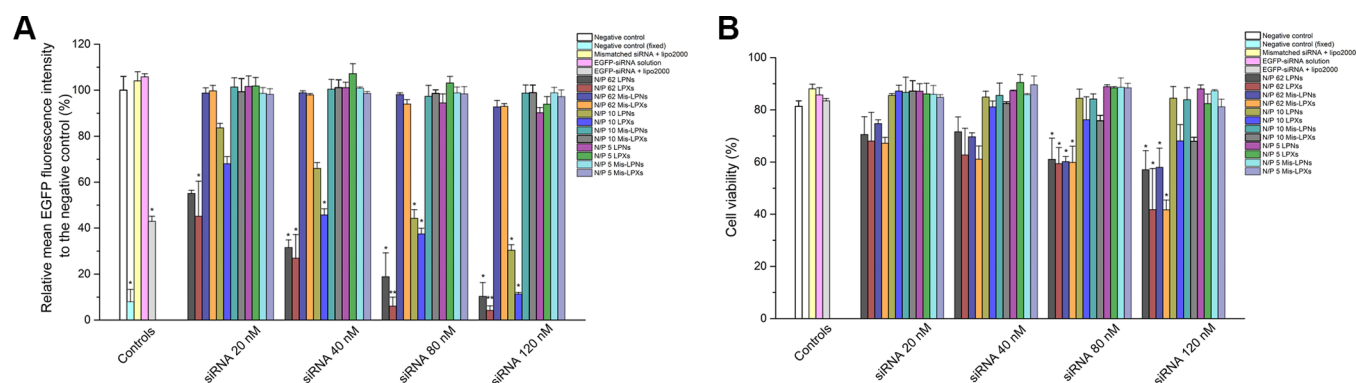 A
Relative mean EGFP fluorescence intensity
to the negative control (%)
120
100
80
60
40
20
0
* * * * * * * ** * * * ** * *
Controls
siRNA 20 nM
siRNA 40 nM
siRNA 80 nM
siRNA 120 nM
Negative control
Negative control (fixed)
Mismatched siRNA + lipo2000
EGFP-siRNA solution
EGFP-siRNA + lipo2000
N/P 62 LPNs
N/P 62 LPXs
N/P 62 Mis-LPNs
N/P 62 Mis-LPXs
N/P 10 LPNs
N/P 10 LPXs
N/P 10 Mis-LPNs
N/P 10 Mis-LPXs
N/P 5 LPNs
N/P 5 LPXs
N/P 5 Mis-LPNs
N/P 5 Mis-LPXs
B
Cell viability (%)
100
80
60
40
20
0
* * * * * * * *
Controls
siRNA 20 nM
siRNA 40 nM
siRNA 80 nM
siRNA 120 nM
Negative control
Negative control (fixed)
Mismatched siRNA + lipo2000
EGFP-siRNA solution
EGFP-siRNA + lipo2000
N/P 62 LPNs
N/P 62 LPXs
N/P 62 Mis-LPNs
N/P 62 Mis-LPXs
N/P 10 LPNs
N/P 10 LPXs
N/P 10 Mis-LPNs
N/P 10 Mis-LPXs
N/P 5 LPNs
N/P 5 LPXs
N/P 5 Mis-LPNs
N/P 5 Mis-LPXs